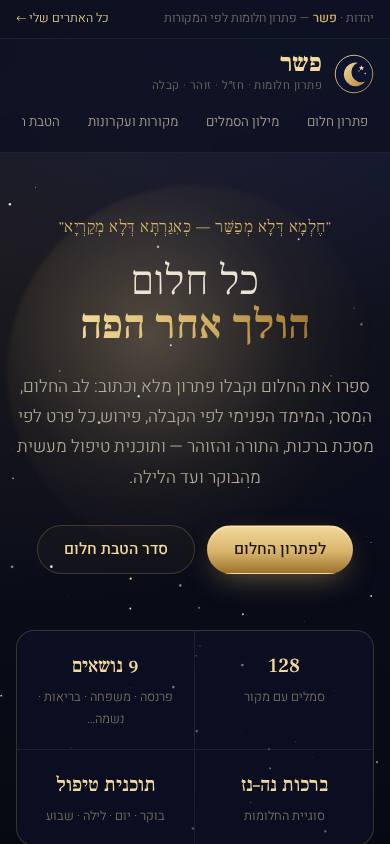 יהדות · פשר — פתרון חלומות לפי המקורות
כל האתרים שלי ←
פשר
פתרון חלומות · חז״ל · זוהר · קבלה
פתרון חלום
מילון הסמלים
מקורות ועקרונות
הטבת ח
"חֶלְמָא דְּלָא מְפַשַּׁר — כְּאִגַּרְתָּא דְּלָא מְקַרְיָא"
כל חלום
הולך אחר הפה
ספרו את החלום וקבלו פתרון מלא וכתוב: לב החלום,
המסר, המימד הפנימי לפי הקבלה, פירוש כל פרט לפי
מסכת ברכות, התורה והזוהר — ותוכנית טיפול מעשית
מהבוקר ועד הלילה.
לפתרון החלום
סדר הטבת חלום
128
סמלים עם מקור
9 נושאים
פרנסה · משפחה · בריאות ·
נשמה...
ברכות נה–נז
סוגיית החלומות
תוכנית טיפול
בוקר · יום · לילה · שבוע